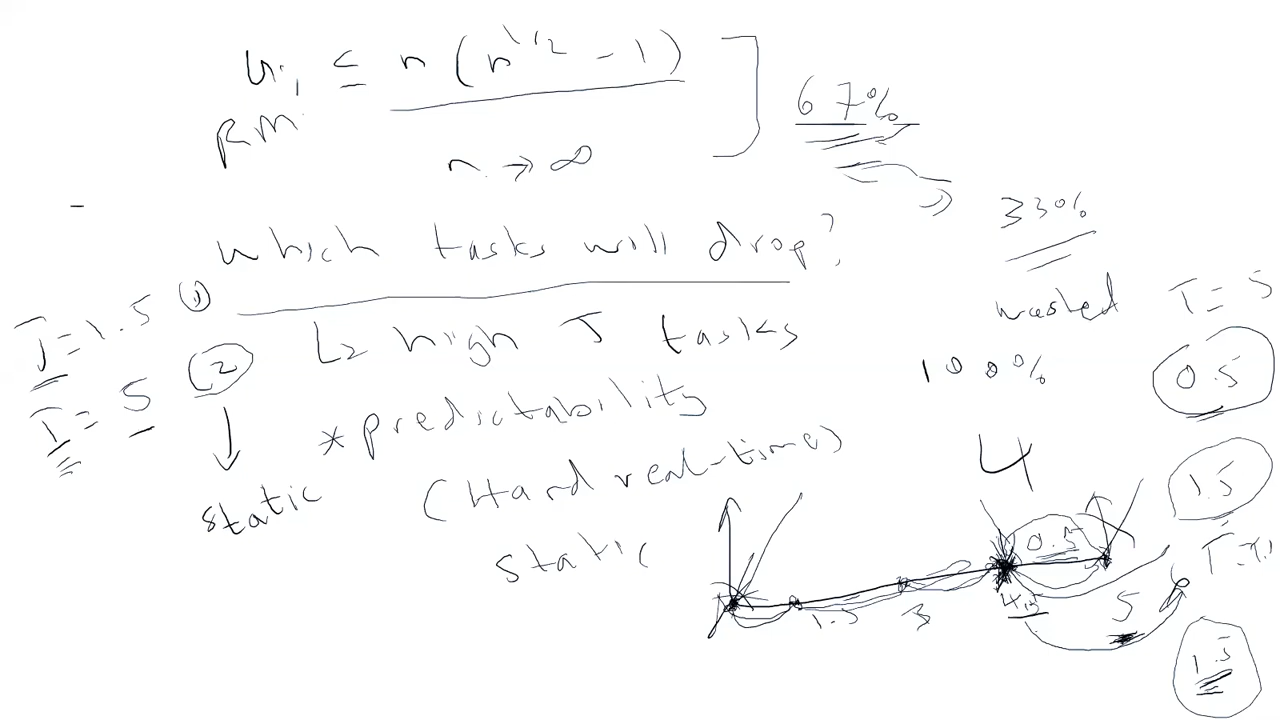 ≤ n (n^1/2 - 1)
RM
67%
n → ∞
33%
which tasks will drop?
wasted
T = 5
T = 1.5
①
high T tasks
100%
0.5
T = 5
②
* predictability
4
(Hard real-time)
1.5
static
static
0.5
1.5
3
4.5
5
1.5